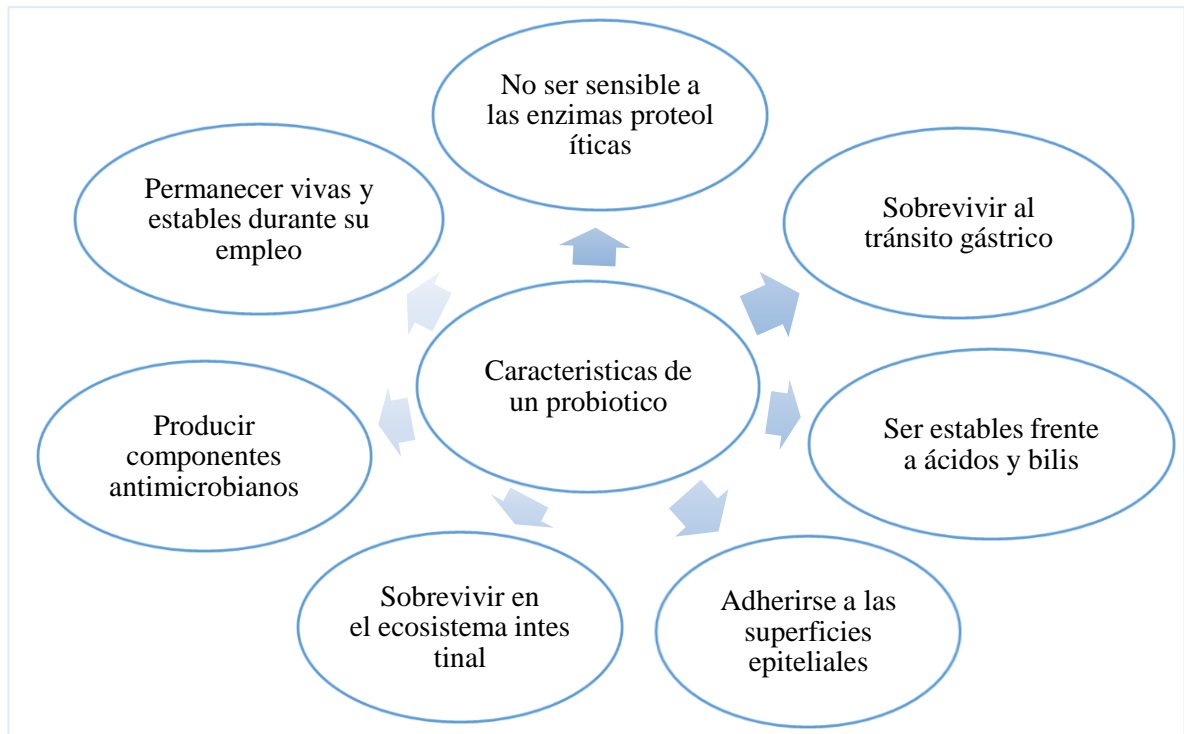 No ser sensible a
las enzimas proteol
íticas
Permanecer vivas y
estables durante su
empleo
Sobrevivir al
tránsito gástrico
Caracteristicas de
un probiotico
Producir
componentes
antimicrobianos
Ser estables frente
a ácidos y bilis
Sobrevivir en
el ecosistema intes
tinal
Adherirse a las
superficies
epiteliales